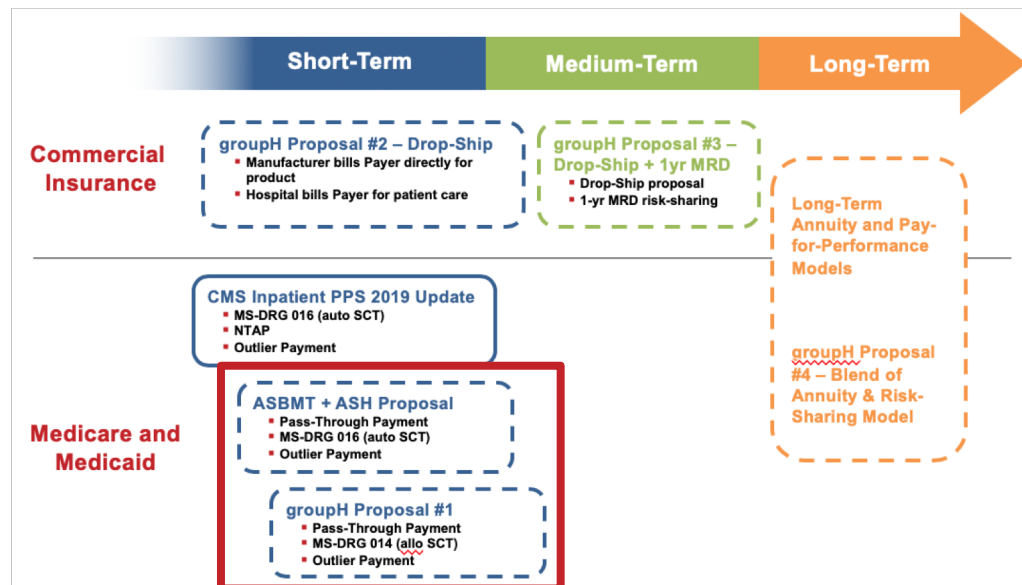 Short-Term
Medium-Term
Long-Term
Commercial
Insurance
groupH Proposal #2 – Drop-Ship
Manufacturer bills Payer directly for
product
Hospital bills Payer for patient care
groupH Proposal #3 –
Drop-Ship + 1yr MRD
Drop-Ship proposal
1-yr MRD risk-sharing
Long-Term
Annuity and Pay-
for-Performance
Models
groupH Proposal
#4 – Blend of
Annuity & Risk-
Sharing Model
Medicare and
Medicaid
CMS Inpatient PPS 2019 Update
MS-DRG 016 (auto SCT)
NTAP
Outlier Payment
ASBMT + ASH Proposal
Pass-Through Payment
MS-DRG 016 (auto SCT)
Outlier Payment
groupH Proposal #1
Pass-Through Payment
MS-DRG 014 (allo SCT)
Outlier Payment